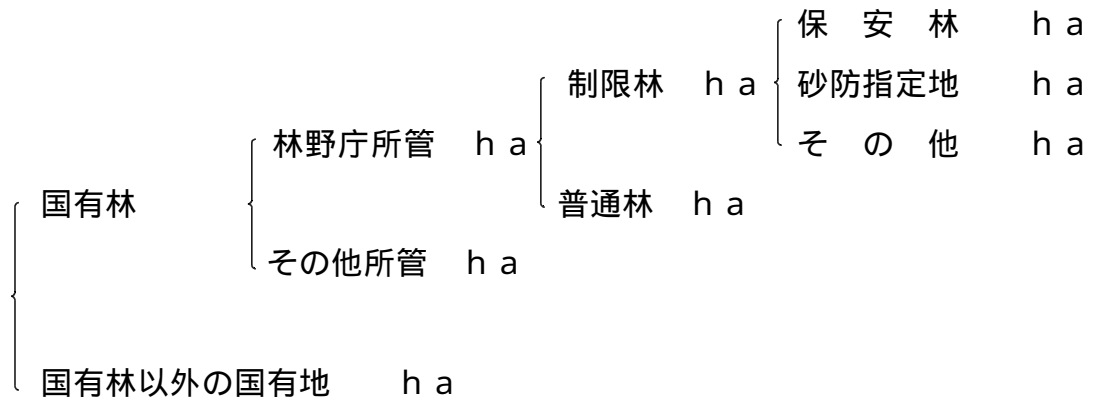 保　安　林　　ｈａ
制限林　ｈａ　砂防指定地　　ｈａ
林野庁所管　ｈａ　そ　の　他　　ｈａ
国有林　普通林　ｈａ
その他所管　ｈａ
国有林以外の国有地　　ｈａ